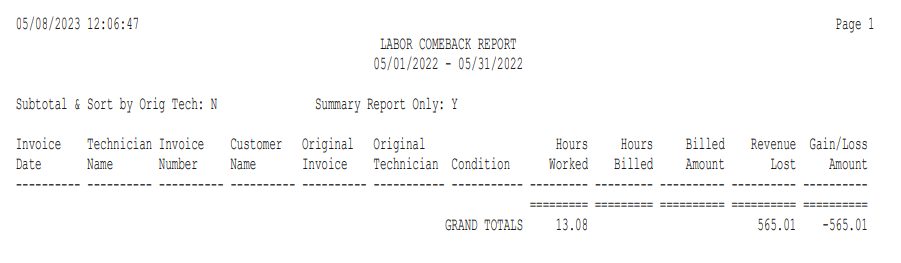 05/08/2023 12:06:47 Page 1
LABOR COMEBACK REPORT
05/01/2022 - 05/31/2022
Subtotal & Sort by Orig Tech: N Summary Report Only: Y
Invoice Technician Invoice Customer Original Original Hours Hours Billed Revenue Gain/Loss
Date Name Number Name Invoice Technician Condition Worked Billed Amount Lost Amount
---------- ---------- ---------- ---------- ---------- ----------- ----------- --------- --------- ---------- ---------- ----------
========= ========= ========== ========== ==========
GRAND TOTALS 13.08 565.01 -565.01